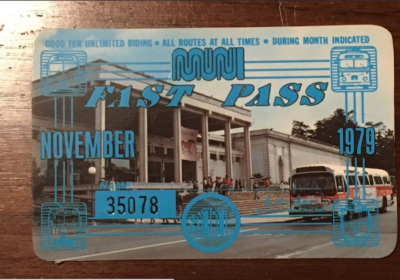 GOOD FOR UNLIMITED RIDING • ALL ROUTES AT ALL TIMES • DURING MONTH INDICATED
MUNI
FAST PASS
NOVEMBER 1979
35078